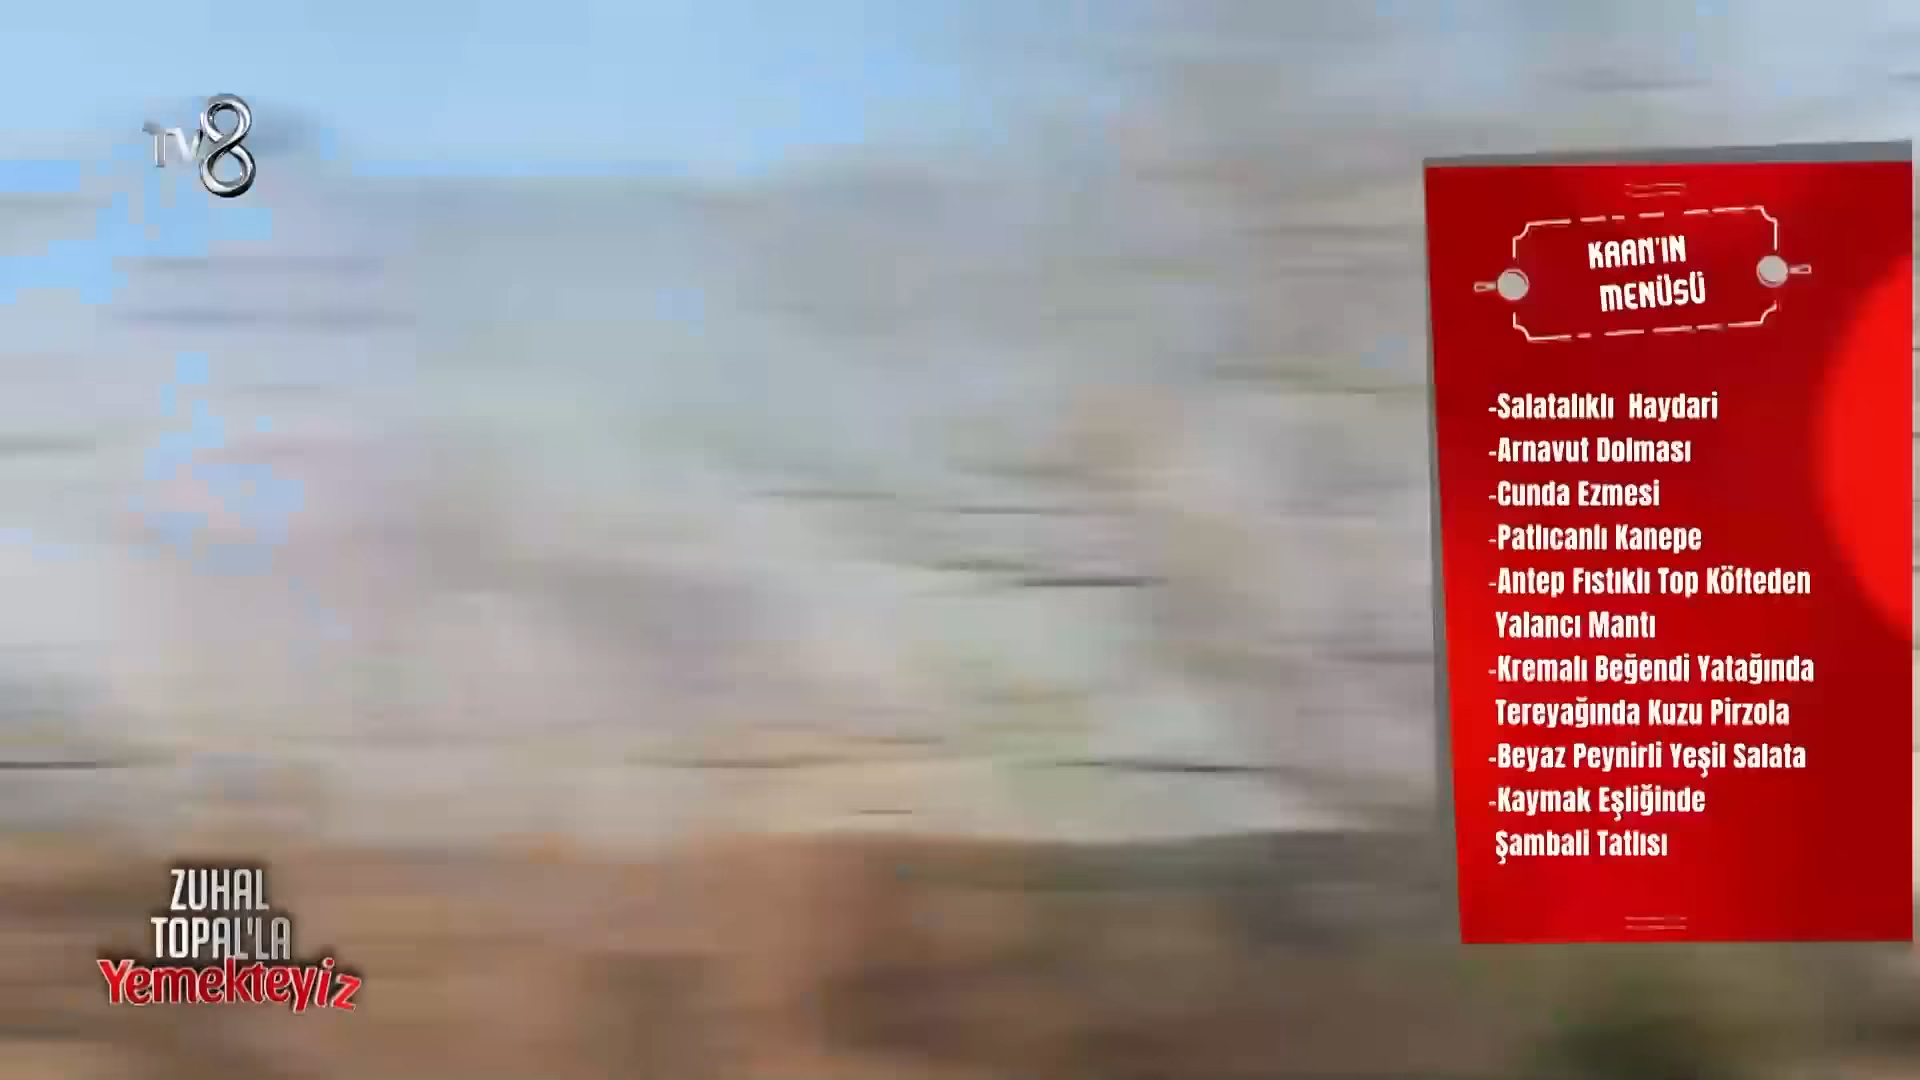 TV8
KAAN'IN
MENÜSÜ
-Salatalıklı Haydari
-Arnavut Dolması
-Cunda Ezmesi
-Patlıcanlı Kanepe
-Antep Fıstıklı Top Köfteden
Yalancı Mantı
-Kremalı Beğendi Yatağında
Tereyağında Kuzu Pirzola
-Beyaz Peynirli Yeşil Salata
-Kaymak Eşliğinde
Şambali Tatlısı
ZUHAL
TOPAL'LA
Yemekteyiz